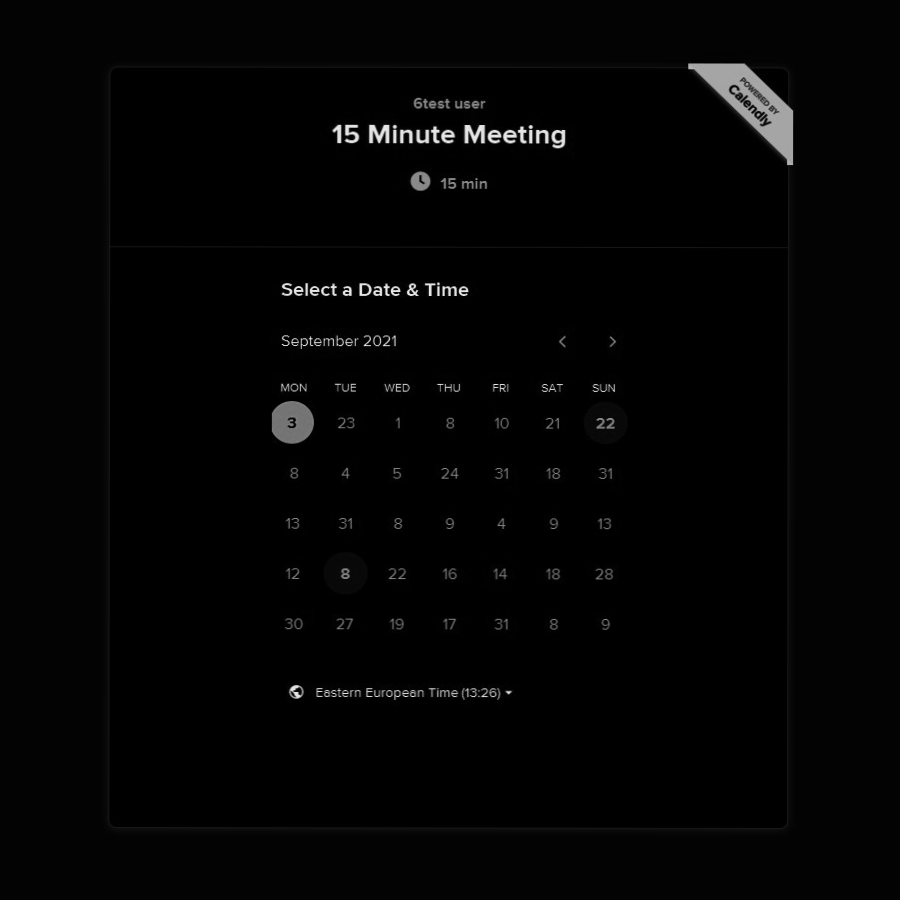 POWERED BY
Calendly
6test user
15 Minute Meeting
15 min
Select a Date & Time
September 2021
MON TUE WED THU FRI SAT SUN
3 23 1 8 10 21 22
8 4 5 24 31 18 31
13 31 8 9 4 9 13
12 8 22 16 14 18 28
30 27 19 17 31 8 9
Eastern European Time (13:26)